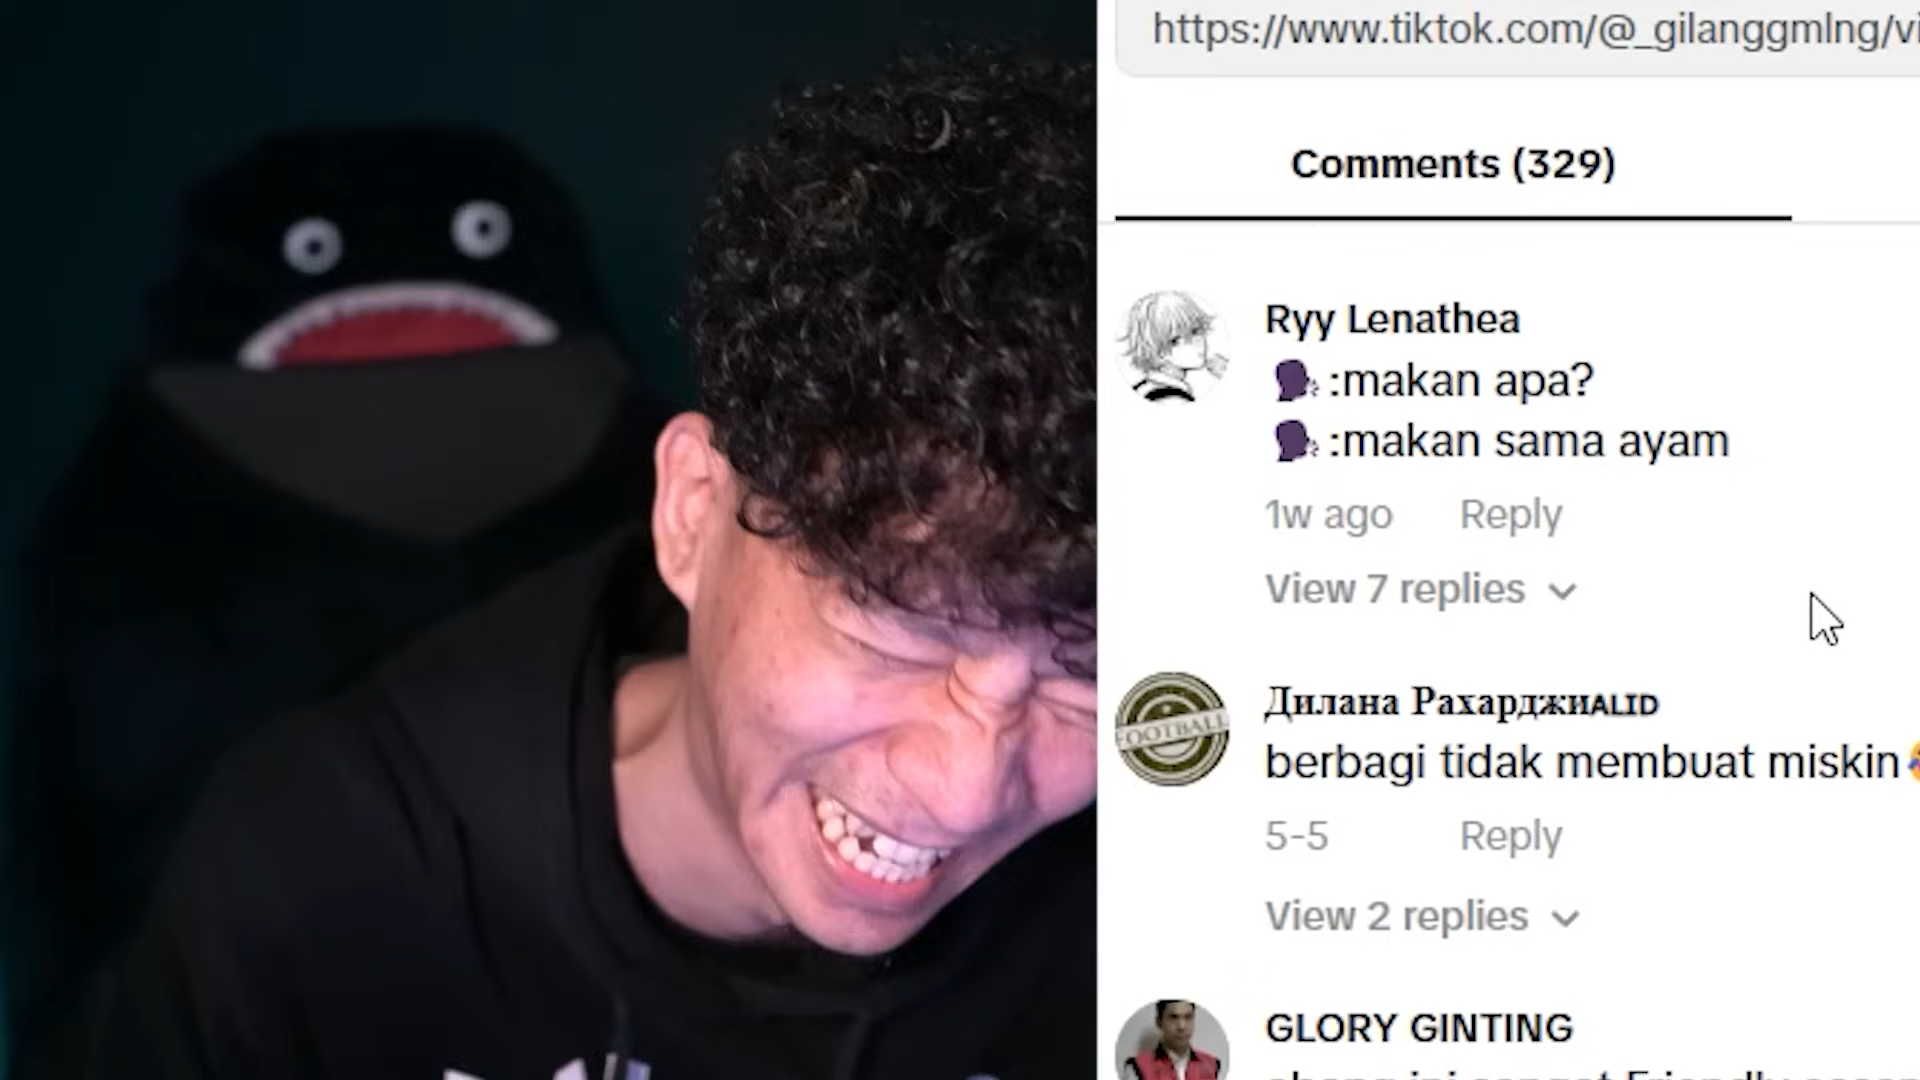 https://www.tiktok.com/@_gilanggmlng/vi
Comments (329)
Ryy Lenathea
🗣:makan apa?
🗣:makan sama ayam
1w ago Reply
View 7 replies
FOOTBALL
Дилана РахарджиALID
berbagi tidak membuat miskin
5-5 Reply
View 2 replies
GLORY GINTING